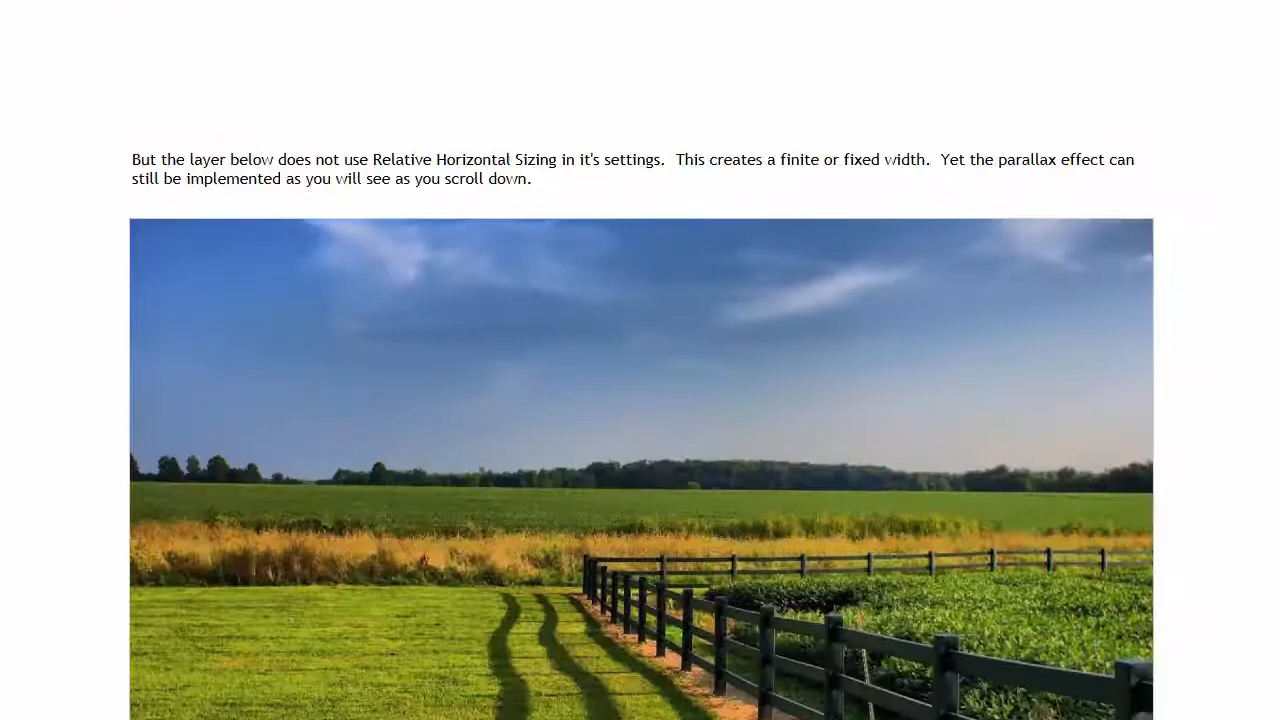 But the layer below does not use Relative Horizontal Sizing in it's settings.  This creates a finite or fixed width.  Yet the parallax effect can
still be implemented as you will see as you scroll down.